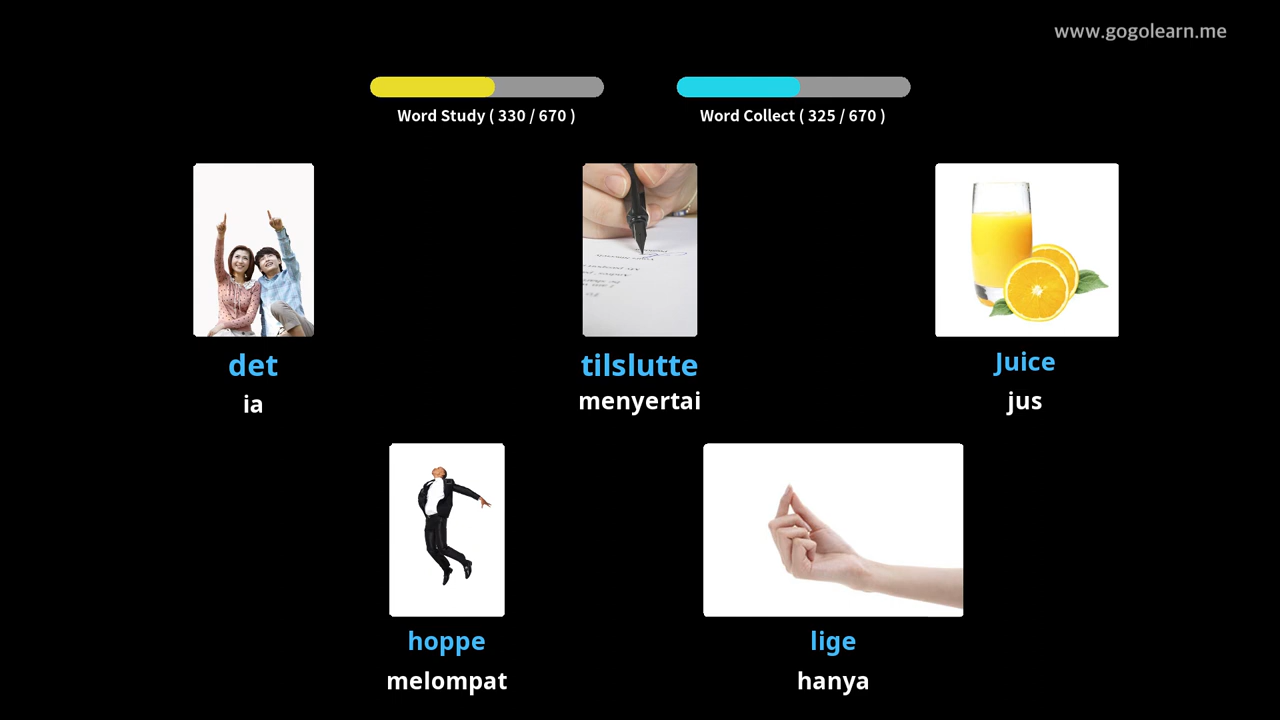 www.gogolearn.me
Word Study ( 330 / 670 )
Word Collect ( 325 / 670 )
det
ia
tilslutte
menyertai
Juice
jus
hoppe
melompat
lige
hanya